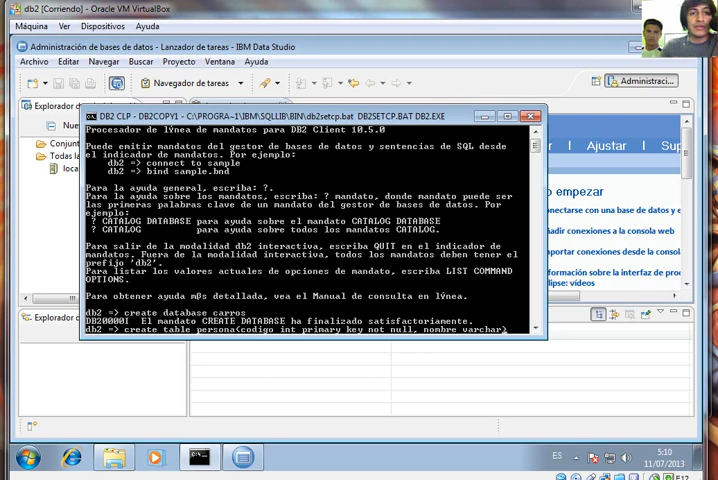 db2 [Corriendo] - Oracle VM VirtualBox
Máquina Ver Dispositivos Ayuda
Administración de bases de datos - Lanzador de tareas - IBM Data Studio
Archivo Editar Navegar Buscar Proyecto Ventana Ayuda
Navegador de tareas
Administraci...
Explorador
DB2 CLP - DB2COPY1 - C:\PROGRA~1\IBM\SQLLIB\BIN\db2setcp.bat DB2SETCP.BAT DB2.EXE
Procesador de lýnea de mandatos para DB2 Client 10.5.0
Puede emitir mandatos del gestor de bases de datos y sentencias de SQL desde
el indicador de mandatos. Por ejemplo:
db2 => connect to sample
db2 => bind sample.bnd
Para la ayuda general, escriba: ?.
Para la ayuda sobre los mandatos, escriba: ? mandato, donde mandato puede ser
las primeras palabras clave de un mandato del gestor de bases de datos. Por
ejemplo:
? CATALOG DATABASE para ayuda sobre el mandato CATALOG DATABASE
? CATALOG para ayuda sobre todos los mandatos CATALOG.
Para salir de la modalidad db2 interactiva, escriba QUIT en el indicador de
mandatos. Fuera de la modalidad interactiva, todos los mandatos deben tener el
prefijo 'db2'.
Para listar los valores actuales de opciones de mandato, escriba LIST COMMAND
OPTIONS.
Para obtener ayuda m0s detallada, vea el Manual de consulta en lýnea.
db2 => create database carros
DB20000I El mandato CREATE DATABASE ha finalizado satisfactoriamente.
db2 => create table persona(codigo int primary key not null, nombre varchar)
Nue
Conjunt
Todas la
loca
Explorador
Ajustar
Sup
empezar
onectarse con una base de datos y e
ñadir conexiones a la consola web
portar conexiones desde la consola
formación sobre la interfaz de proc
lipse: vídeos
ES
5:10
11/07/2013